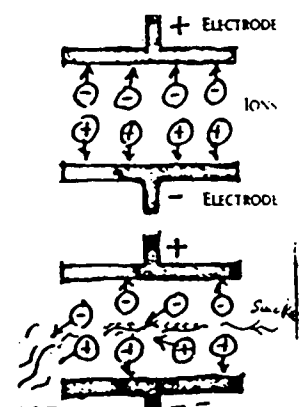 + ELECTRODE
- - - -
IONS
+ + + +
- ELECTRODE
+
- - - -
Smoke
+ + + +
-